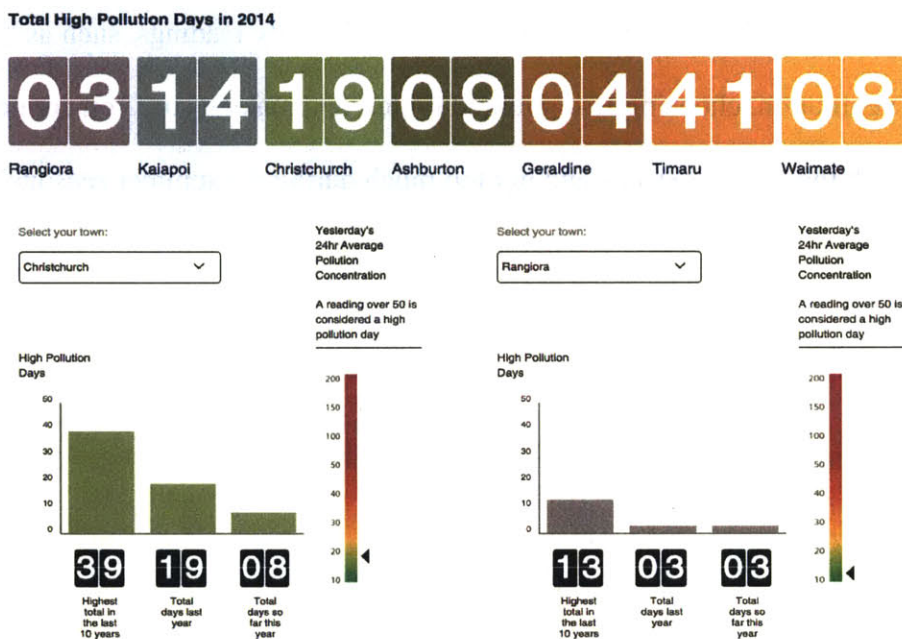 Total High Pollution Days in 2014
03 14 19 09 04 41 08
Rangiora Kaiapoi Christchurch Ashburton Geraldine Timaru Waimate
Select your town:
Christchurch
Yesterday's
24hr Average
Pollution
Concentration
A reading over 50 is
considered a high
pollution day
High Pollution
Days
50
40
30
20
10
0
39
Highest
total in
the last
10 years
19
Total
days last
year
08
Total
days so
far this
year
200
150
100
50
40
30
20
10
Select your town:
Rangiora
Yesterday's
24hr Average
Pollution
Concentration
A reading over 50 is
considered a high
pollution day
High Pollution
Days
50
40
30
20
10
0
13
Highest
total in
the last
10 years
03
Total
days last
year
03
Total
days so
far this
year
200
150
100
50
40
30
20
10